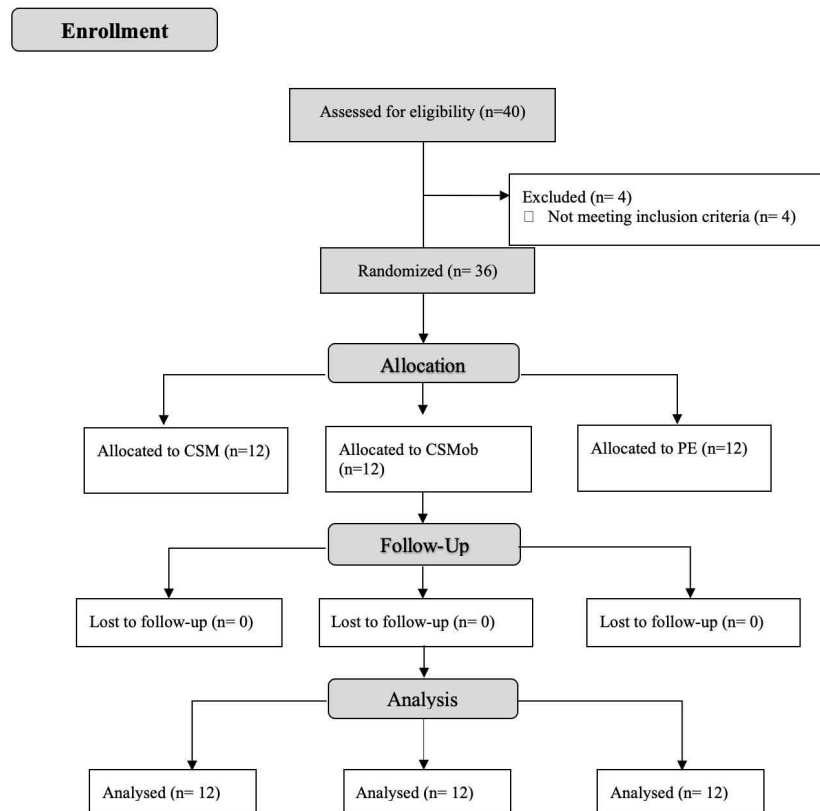 Enrollment
Assessed for eligibility (n=40)
Excluded (n= 4)
□ Not meeting inclusion criteria (n= 4)
Randomized (n= 36)
Allocation
Allocated to CSM (n=12)
Allocated to CSMob
(n=12)
Allocated to PE (n=12)
Follow-Up
Lost to follow-up (n= 0)
Lost to follow-up (n= 0)
Lost to follow-up (n= 0)
Analysis
Analysed (n= 12)
Analysed (n= 12)
Analysed (n= 12)